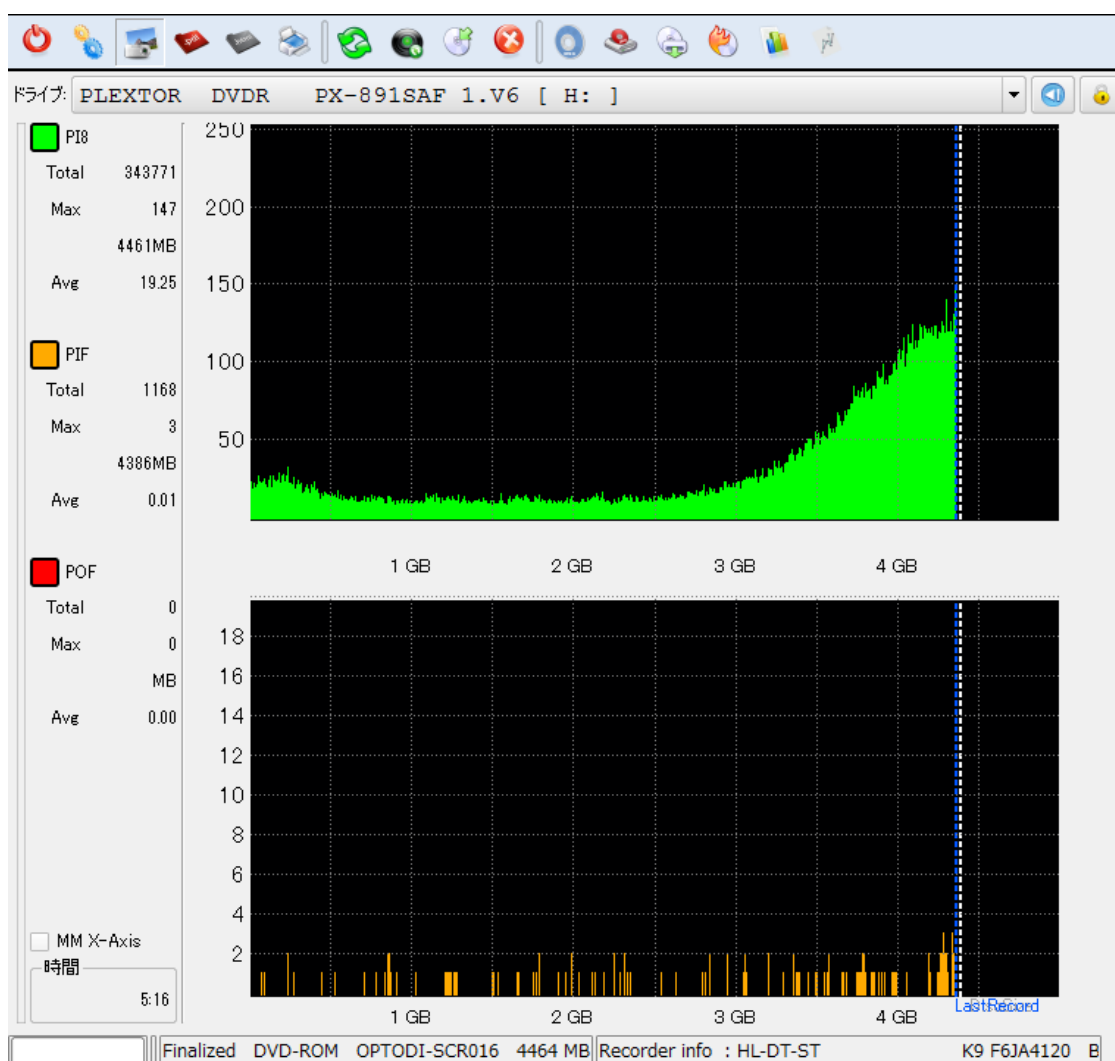 ドライブ: PLEXTOR DVDR PX-891SAF 1.V6 [ H: ]
PI8
Total 343771
Max 147
4461MB
Avg 19.25
PIF
Total 1168
Max 3
4386MB
Avg 0.01
POF
Total 0
Max 0
MB
Avg 0.00
MM X-Axis
時間
5:16
250
200
150
100
50
1 GB 2 GB 3 GB 4 GB
18
16
14
12
10
8
6
4
2
1 GB 2 GB 3 GB 4 GB
LastRecord
Finalized DVD-ROM OPTODI-SCR016 4464 MB Recorder info : HL-DT-ST K9 F6JA4120 B